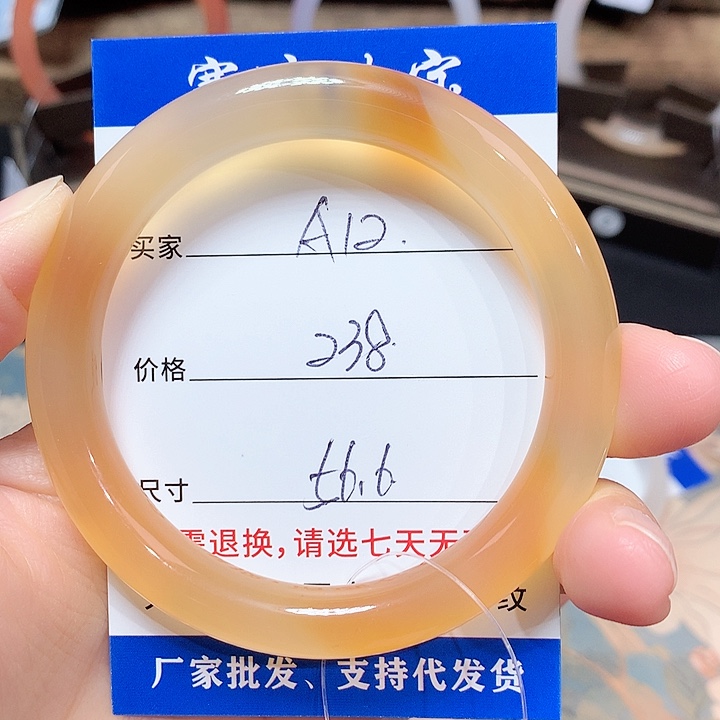 买家 A12.
价格 238
尺寸 56.6
退换，请选七天无
纹
厂家批发、支持代发货